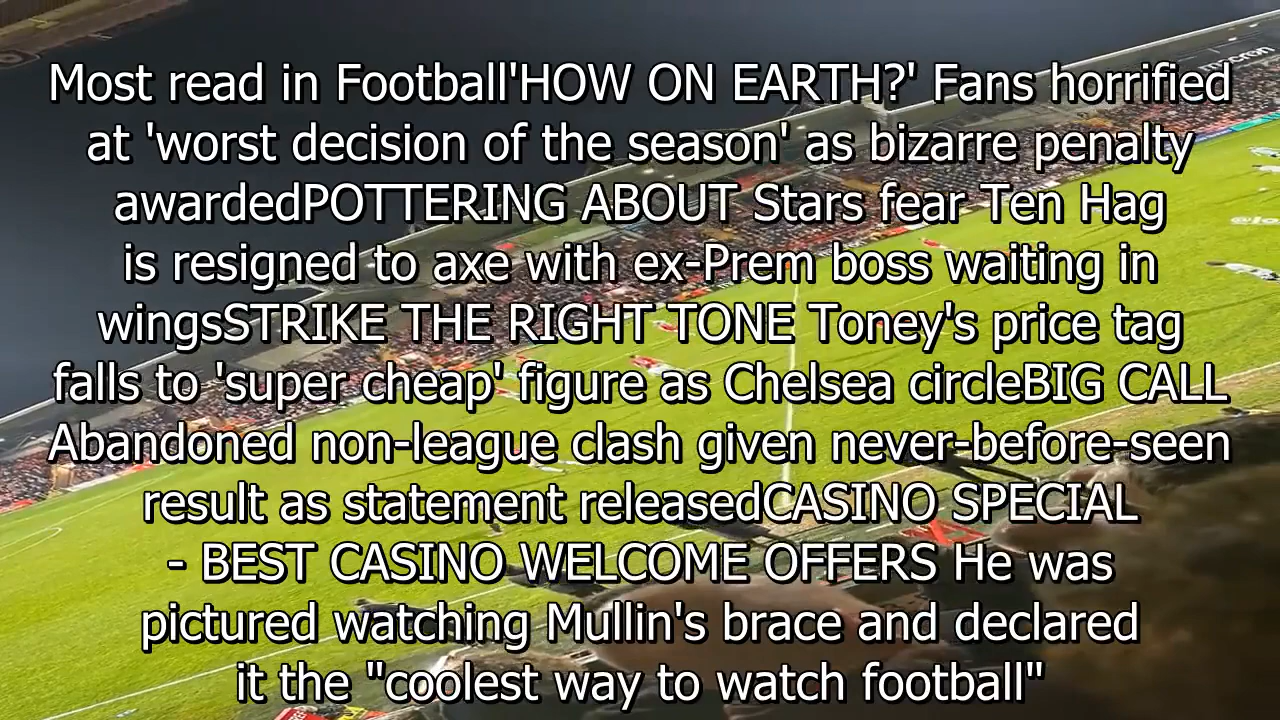 Most read in Football'HOW ON EARTH?' Fans horrified
at 'worst decision of the season' as bizarre penalty
awardedPOTTERING ABOUT Stars fear Ten Hag
is resigned to axe with ex-Prem boss waiting in
wingsSTRIKE THE RIGHT TONE Toney's price tag
falls to 'super cheap' figure as Chelsea circleBIG CALL
Abandoned non-league clash given never-before-seen
result as statement releasedCASINO SPECIAL
- BEST CASINO WELCOME OFFERS He was
pictured watching Mullin's brace and declared
it the "coolest way to watch football"